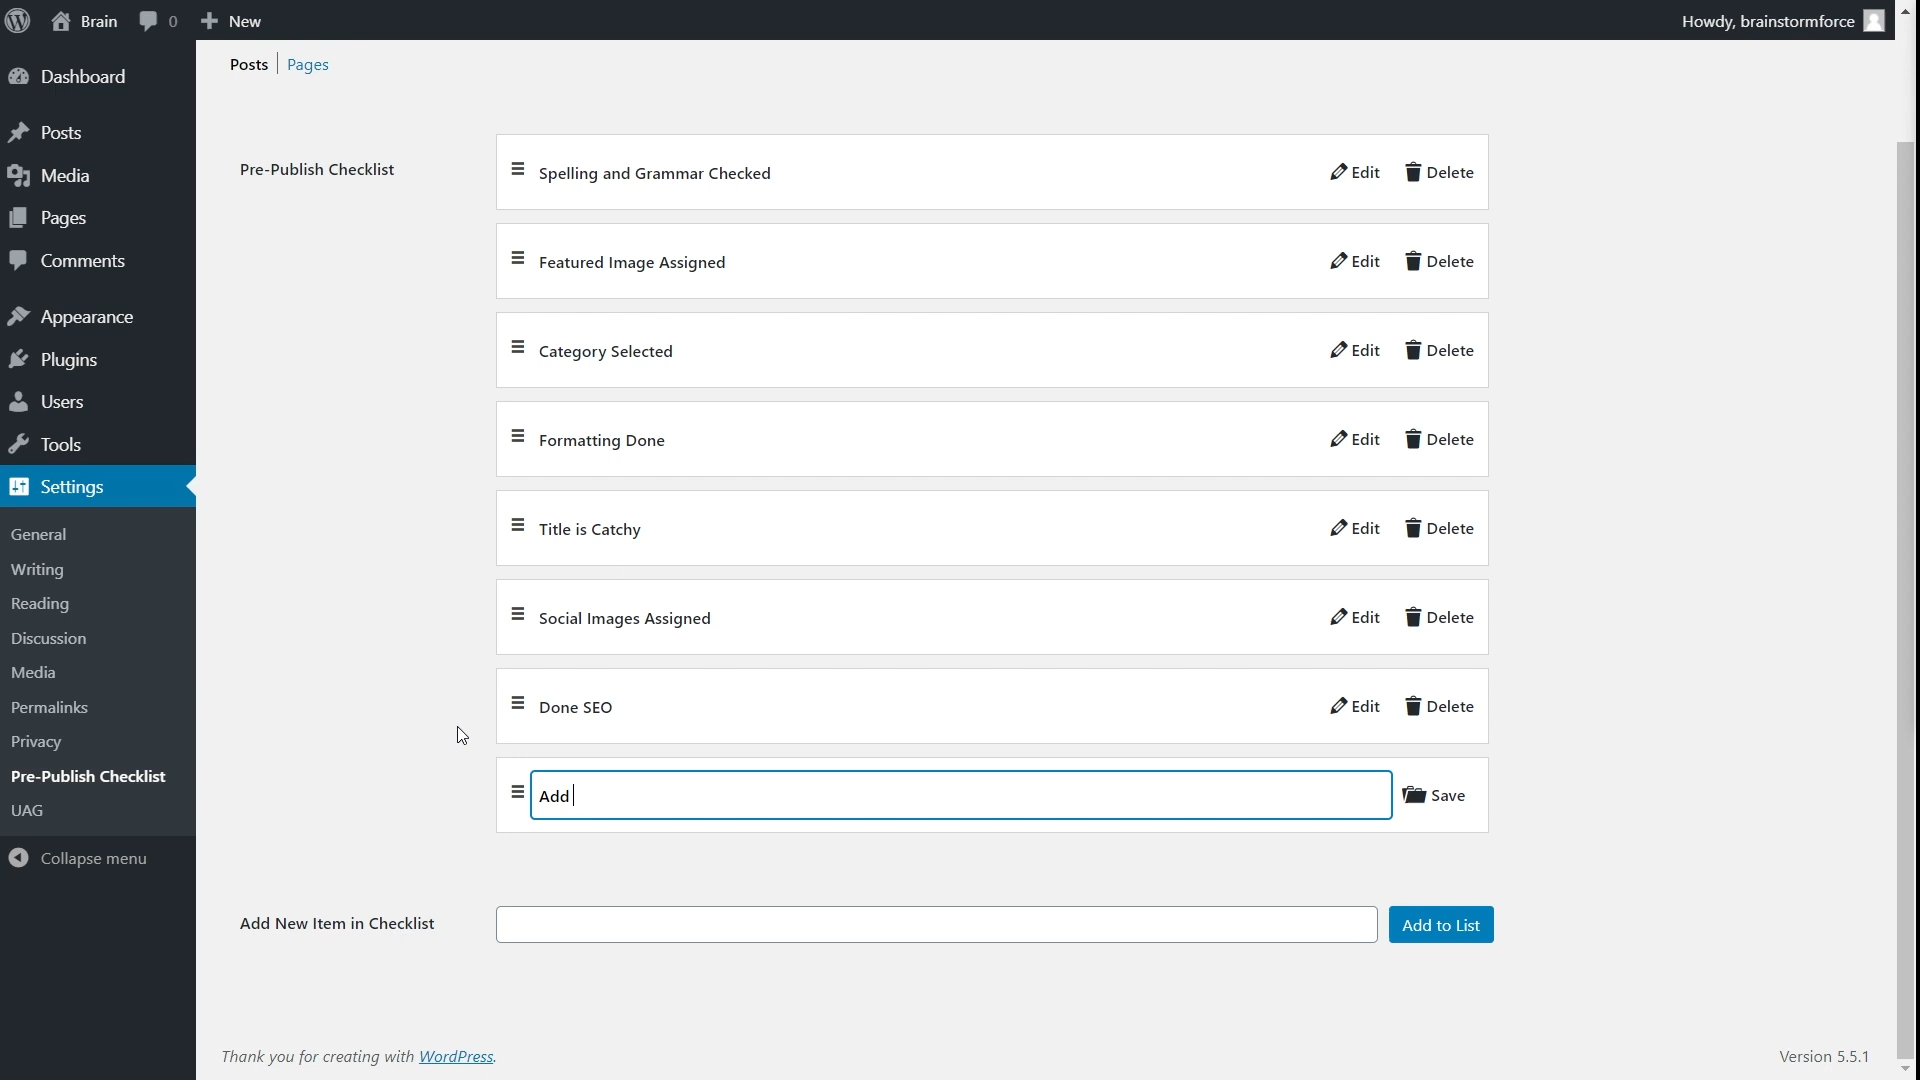 Brain 0 New Howdy, brainstormforce
Dashboard
Posts
Media
Pages
Comments
Appearance
Plugins
Users
Tools
Settings
General
Writing
Reading
Discussion
Media
Permalinks
Privacy
Pre-Publish Checklist
UAG
Collapse menu
Posts Pages
Pre-Publish Checklist
Spelling and Grammar Checked Edit Delete
Featured Image Assigned Edit Delete
Category Selected Edit Delete
Formatting Done Edit Delete
Title is Catchy Edit Delete
Social Images Assigned Edit Delete
Done SEO Edit Delete
Add Save
Add New Item in Checklist Add to List
Thank you for creating with WordPress. Version 5.5.1